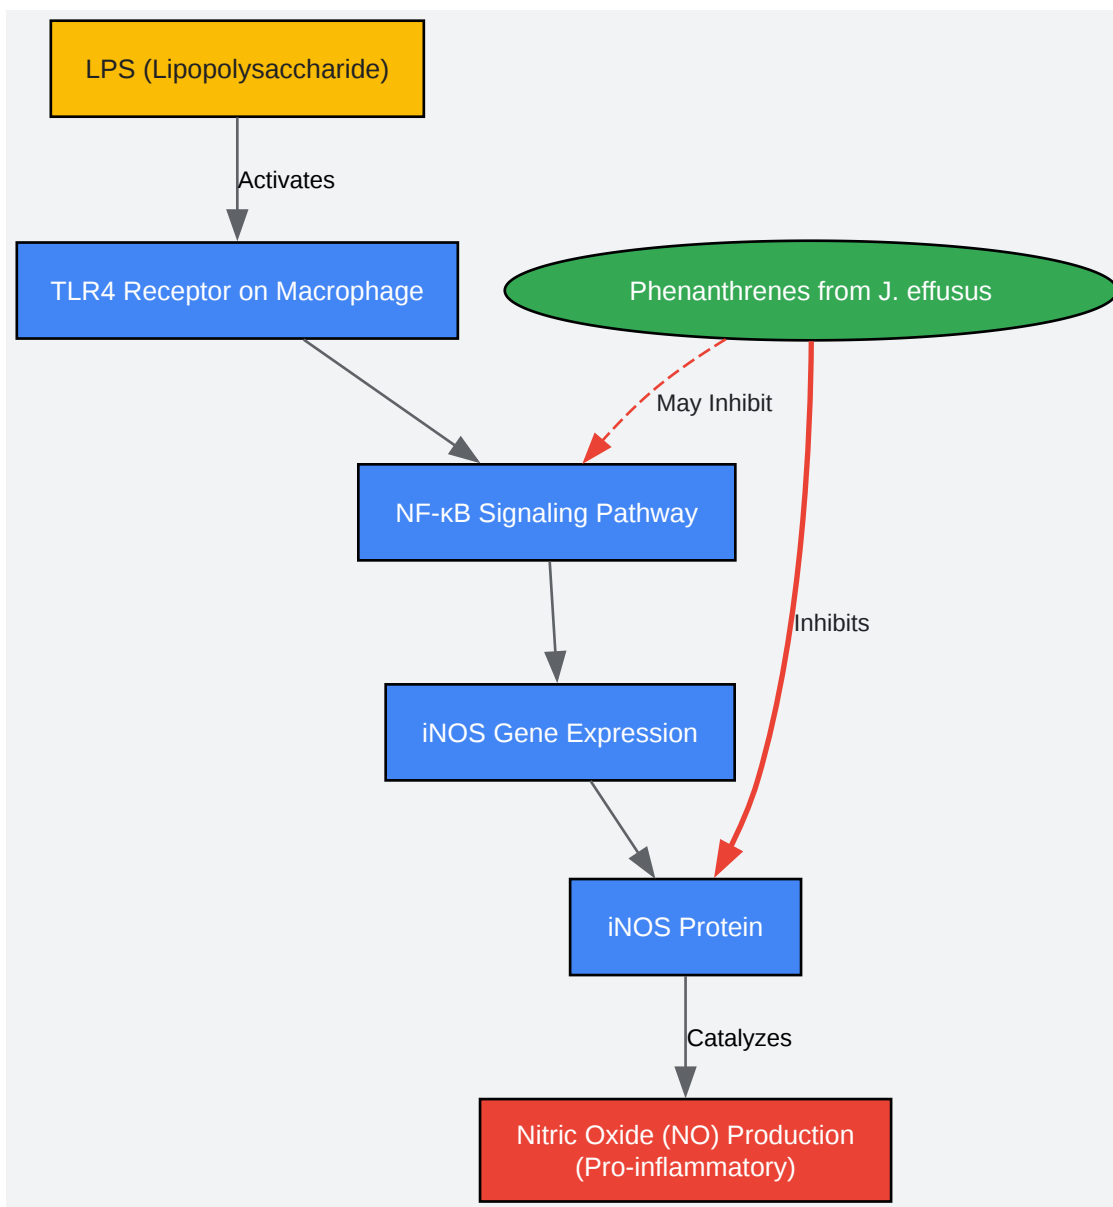 LPS (Lipopolysaccharide)
Activates
TLR4 Receptor on Macrophage
Phenanthrenes from J. effusus
May Inhibit
NF-κB Signaling Pathway
Inhibits
iNOS Gene Expression
iNOS Protein
Catalyzes
Nitric Oxide (NO) Production
(Pro-inflammatory)